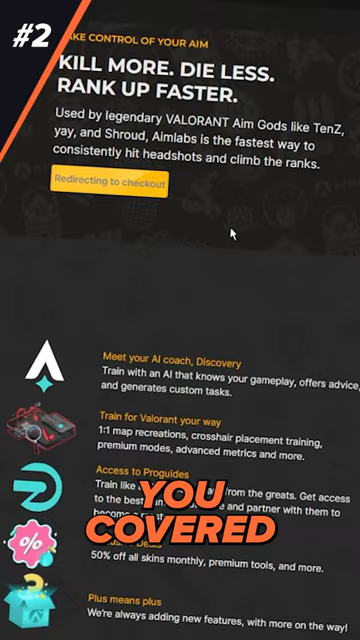 #2
AKE CONTROL OF YOUR AIM
KILL MORE. DIE LESS.
RANK UP FASTER.
Used by legendary VALORANT Aim Gods like TenZ,
yay, and Shroud, Aimlabs is the fastest way to
consistently hit headshots and climb the ranks.
Redirecting to checkout
Meet your AI coach, Discovery
Train with an AI that knows your gameplay, offers advice,
and generates custom tasks.
Train for Valorant your way
1:1 map recreations, crosshair placement training,
premium modes, advanced metrics and more.
Access to Proguides
Train like from the greats. Get access
to the best and partner with them to
YOU
COVERED
%
50% off all skins monthly, premium tools, and more.
Plus means plus
We're always adding new features, with more on the way!